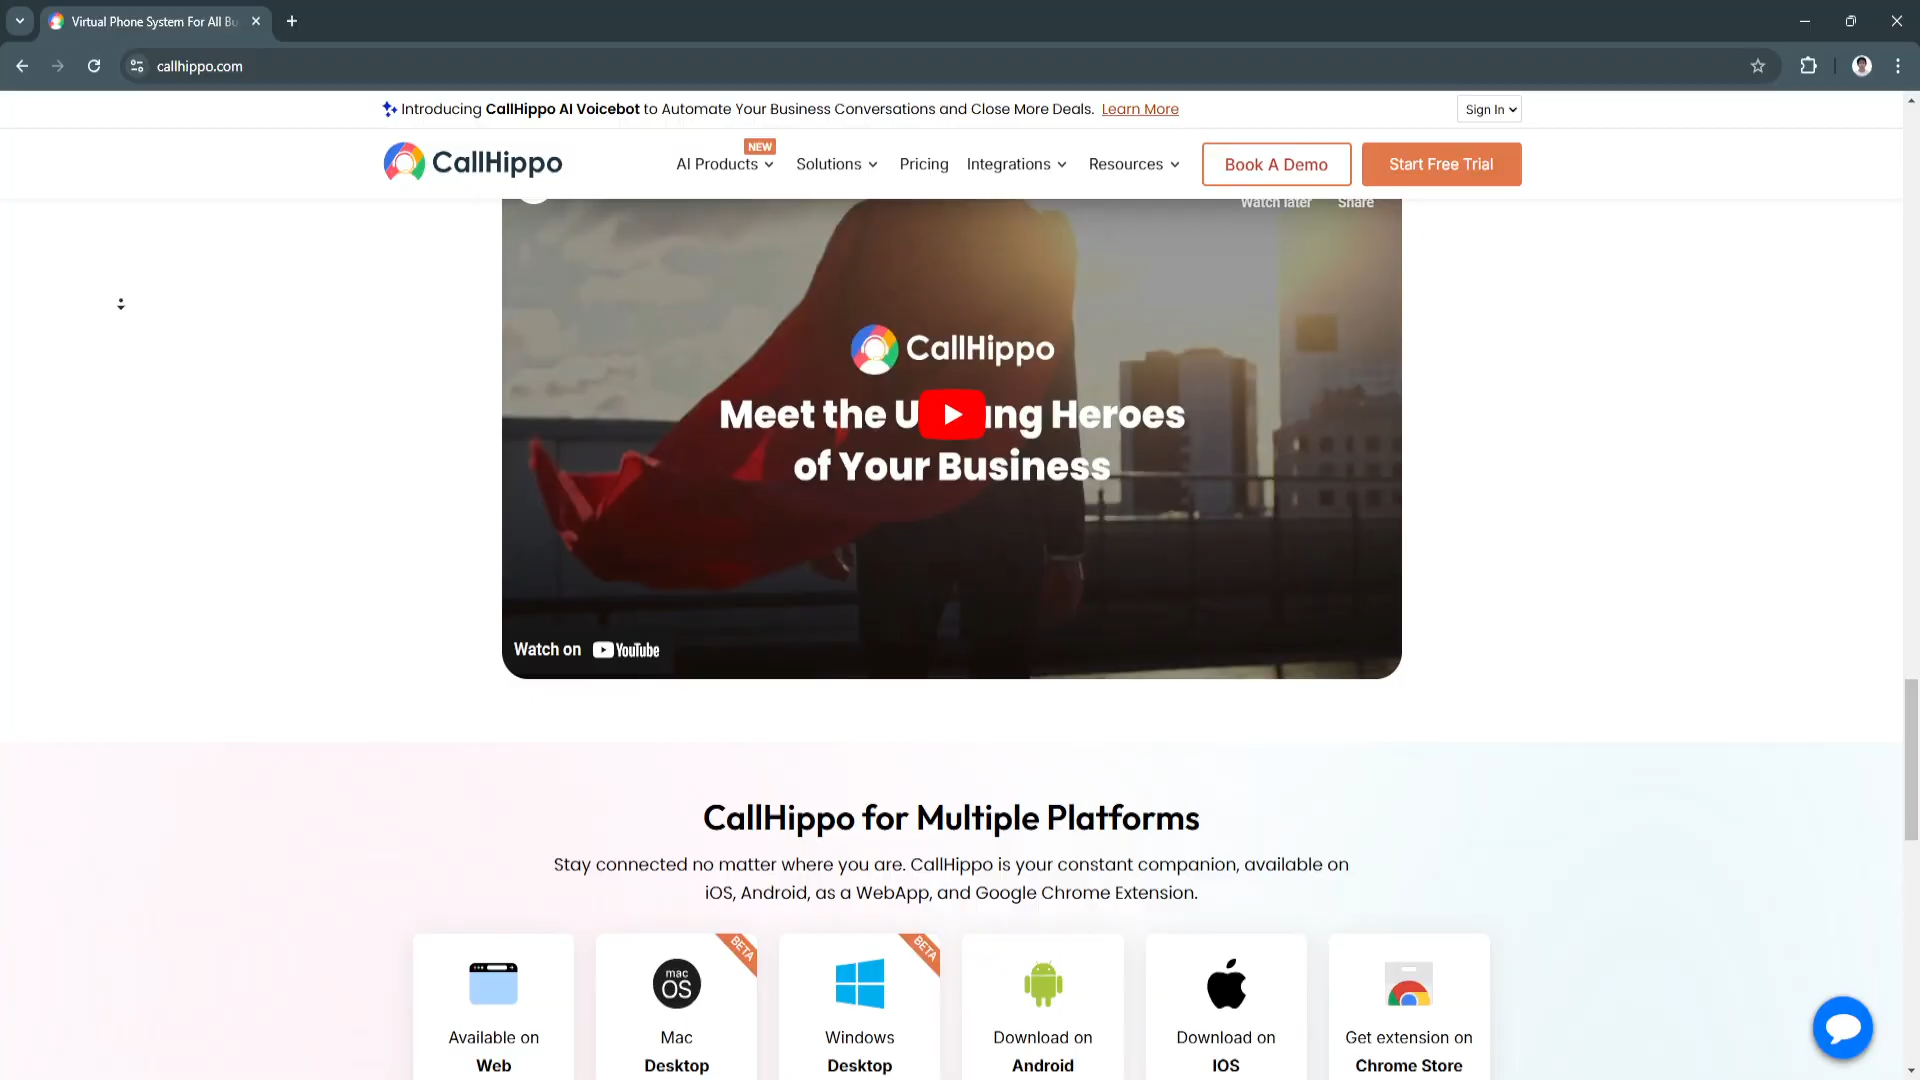 Virtual Phone System For All Bu
callhippo.com
Introducing CallHippo AI Voicebot to Automate Your Business Conversations and Close More Deals. Learn More
Sign In
CallHippo
AI Products
NEW
Solutions
Pricing
Integrations
Resources
Book A Demo
Start Free Trial
Watch later
Share
CallHippo
Meet the U ng Heroes
of Your Business
Watch on YouTube
CallHippo for Multiple Platforms
Stay connected no matter where you are. CallHippo is your constant companion, available on
iOS, Android, as a WebApp, and Google Chrome Extension.
Available on
Web
mac
OS
BETA
Mac
Desktop
BETA
Windows
Desktop
Download on
Android
Download on
IOS
Get extension on
Chrome Store